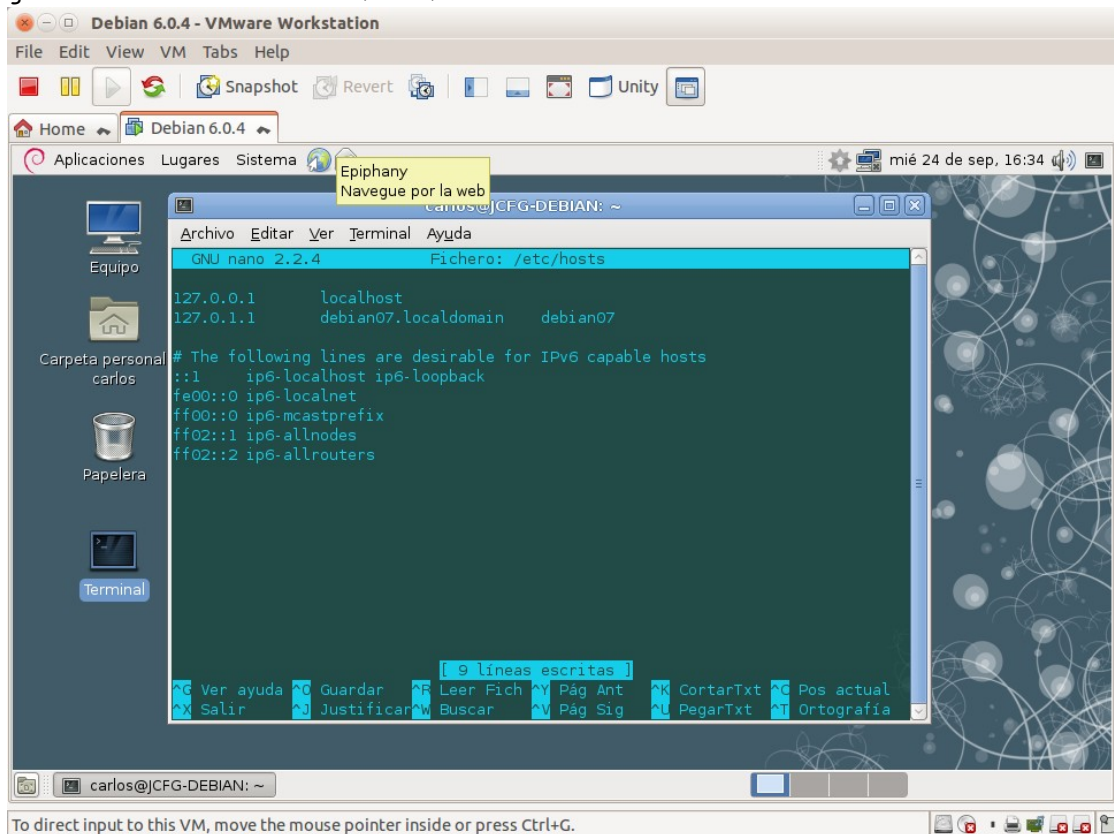 Debian 6.0.4 - VMware Workstation
File Edit View VM Tabs Help
Snapshot Revert Unity
Home Debian 6.0.4
Aplicaciones Lugares Sistema mié 24 de sep, 16:34
Epiphany
Navegue por la web
carlos@JCFG-DEBIAN: ~
Archivo Editar Ver Terminal Ayuda
GNU nano 2.2.4 Fichero: /etc/hosts
127.0.0.1 localhost
127.0.1.1 debian07.localdomain debian07
# The following lines are desirable for IPv6 capable hosts
::1 ip6-localhost ip6-loopback
fe00::0 ip6-localnet
ff00::0 ip6-mcastprefix
ff02::1 ip6-allnodes
ff02::2 ip6-allrouters
[ 9 líneas escritas ]
^G Ver ayuda ^O Guardar ^R Leer Fich ^Y Pág Ant ^K CortarTxt ^C Pos actual
^X Salir ^J Justificar ^W Buscar ^V Pág Sig ^U PegarTxt ^T Ortografía
Equipo
Carpeta personal
carlos
Papelera
Terminal
carlos@JCFG-DEBIAN: ~
To direct input to this VM, move the mouse pointer inside or press Ctrl+G.